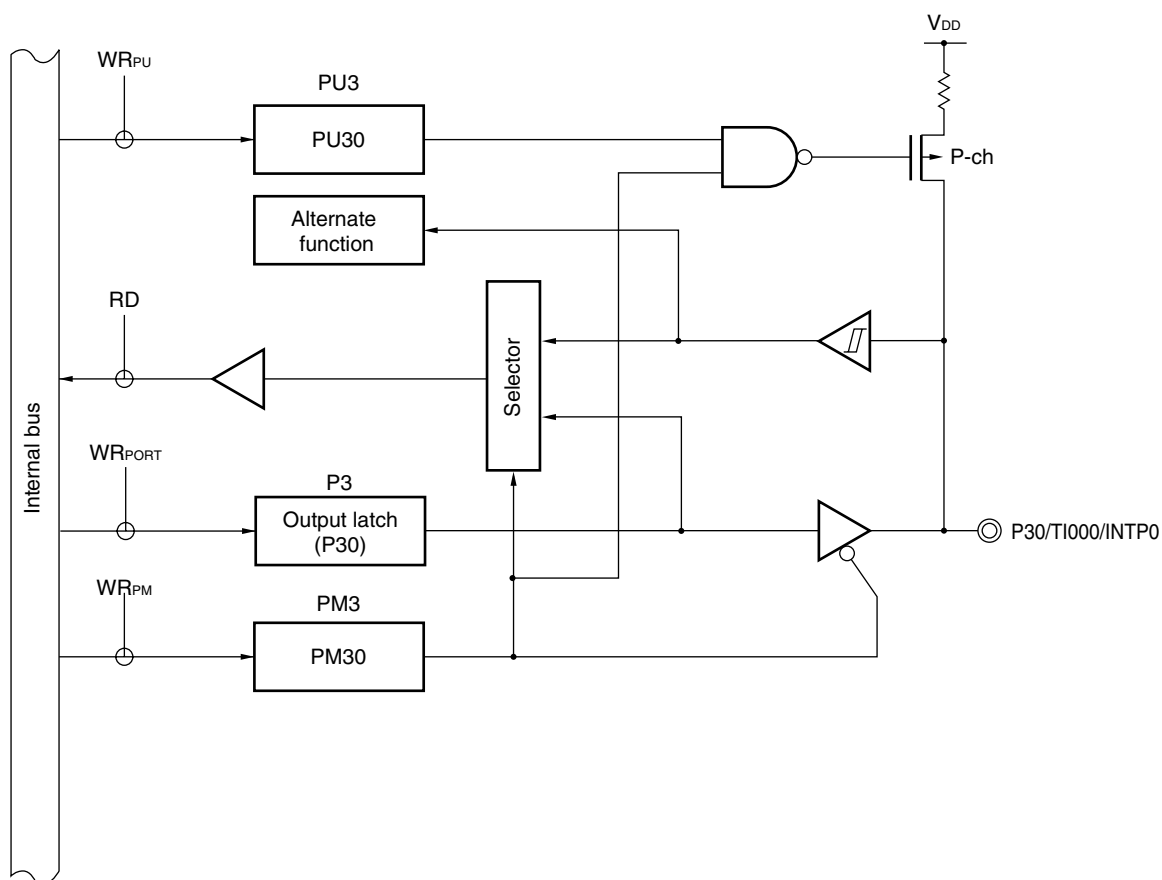 VDD
WRPU
PU3
PU30
P-ch
Alternate
function
RD
Selector
Internal bus
WRPORT
P3
Output latch
(P30)
P30/TI000/INTP0
WRPM
PM3
PM30